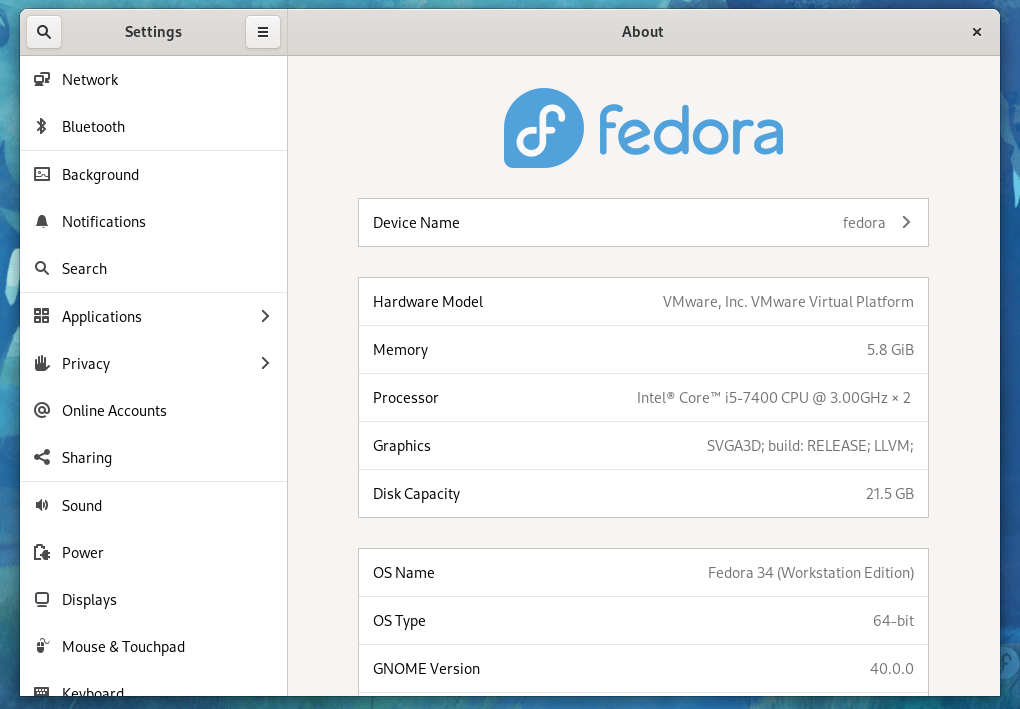 Settings
About
Network
Bluetooth
Background
Notifications
Search
Applications
Privacy
Online Accounts
Sharing
Sound
Power
Displays
Mouse & Touchpad
Keyboard
fedora
Device Name fedora
Hardware Model VMware, Inc. VMware Virtual Platform
Memory 5.8 GiB
Processor Intel® Core™ i5-7400 CPU @ 3.00GHz × 2
Graphics SVGA3D; build: RELEASE; LLVM;
Disk Capacity 21.5 GB
OS Name Fedora 34 (Workstation Edition)
OS Type 64-bit
GNOME Version 40.0.0